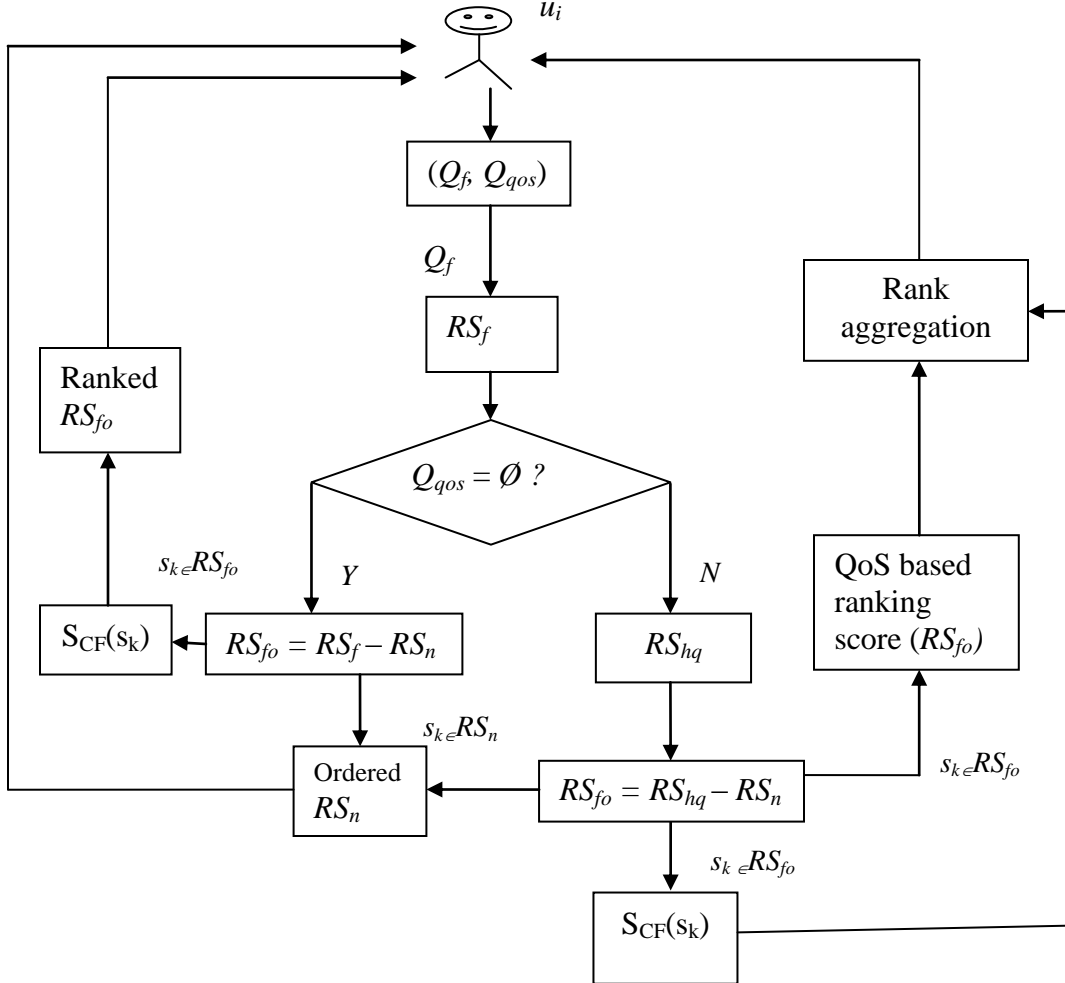 u_i
(Q_f, Q_qos)
Q_f
RS_f
Rank
aggregation
Ranked
RS_fo
Q_qos = Ø ?
s_k∈RS_fo
Y
N
QoS based
ranking
score (RS_fo)
S_CF(s_k)
RS_fo = RS_f – RS_n
RS_hq
s_k∈RS_n
Ordered
RS_n
RS_fo = RS_hq – RS_n
s_k∈RS_fo
s_k ∈RS_fo
S_CF(s_k)